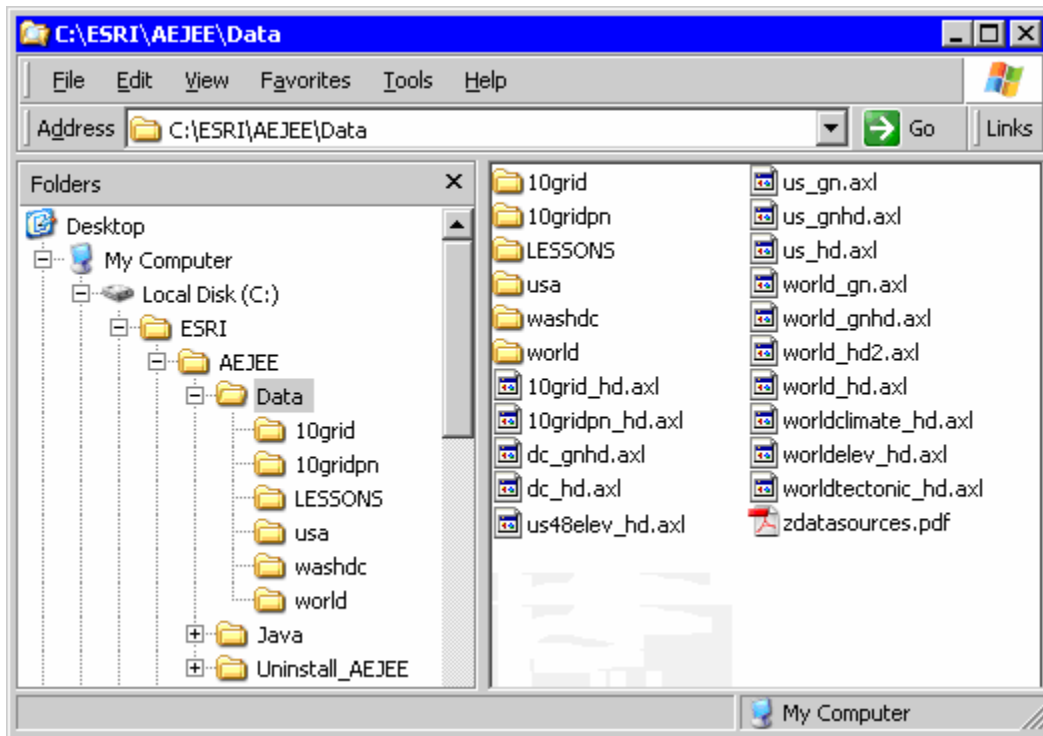 C:\ESRI\AEJEE\Data
File Edit View Favorites Tools Help
Address C:\ESRI\AEJEE\Data Go Links
Folders
Desktop
My Computer
Local Disk (C:)
ESRI
AEJEE
Data
10grid
10gridpn
LESSONS
usa
washdc
world
Java
Uninstall_AEJEE
10grid
10gridpn
LESSONS
usa
washdc
world
10grid_hd.axl
10gridpn_hd.axl
dc_gnhd.axl
dc_hd.axl
us48elev_hd.axl
us_gn.axl
us_gnhd.axl
us_hd.axl
world_gn.axl
world_gnhd.axl
world_hd2.axl
world_hd.axl
worldclimate_hd.axl
worldelev_hd.axl
worldtectonic_hd.axl
zdatasources.pdf
My Computer